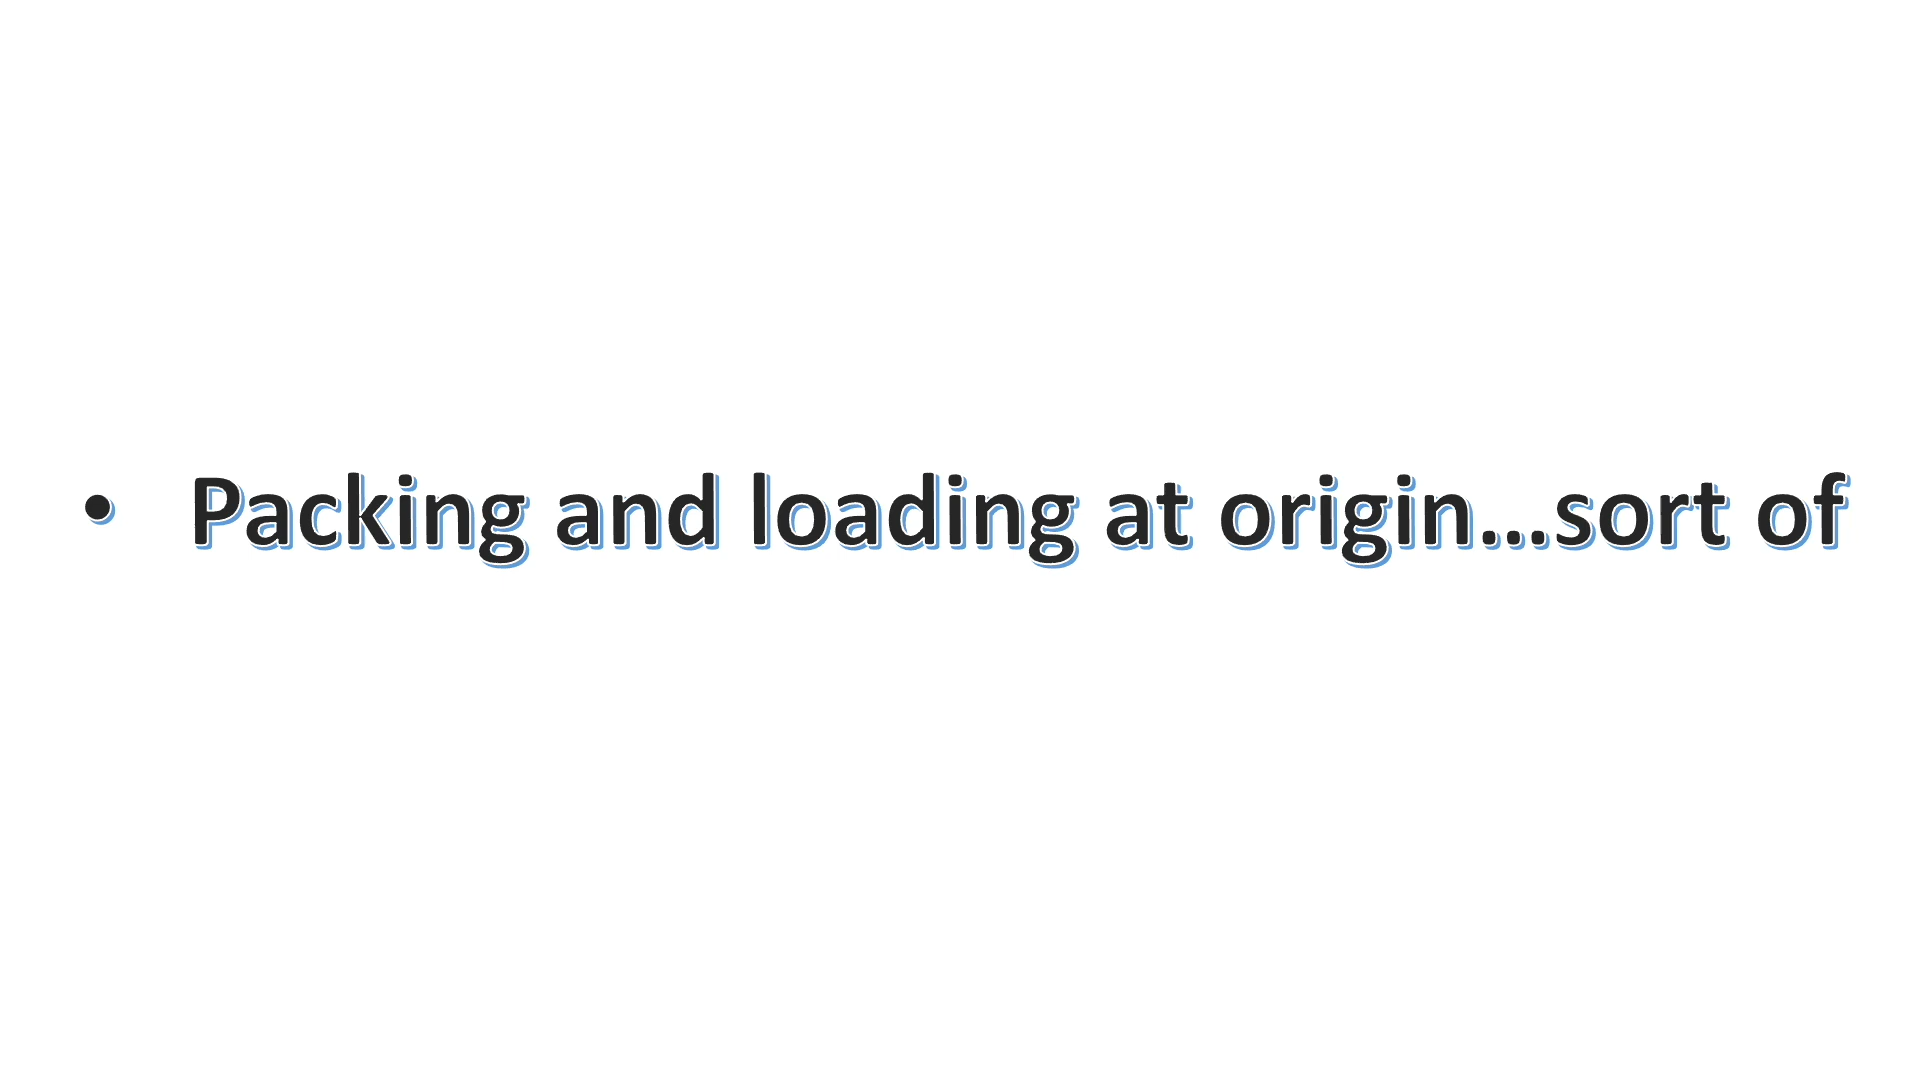 • Packing and loading at origin...sort of